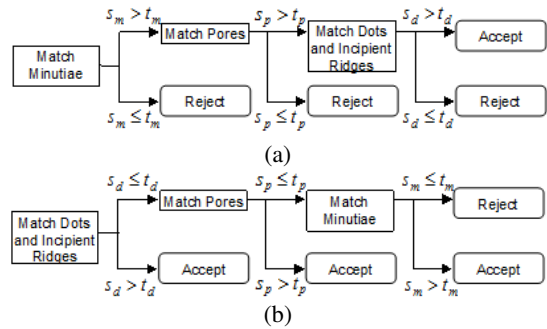 s_m > t_m
s_p > t_p
s_d > t_d
Match Minutiae
Match Pores
Match Dots and Incipient Ridges
Accept
Reject
Reject
Reject
s_m ≤ t_m
s_p ≤ t_p
s_d ≤ t_d
(a)
s_d ≤ t_d
s_p ≤ t_p
s_m ≤ t_m
Match Dots and Incipient Ridges
Match Pores
Match Minutiae
Reject
Accept
Accept
Accept
s_d > t_d
s_p > t_p
s_m > t_m
(b)